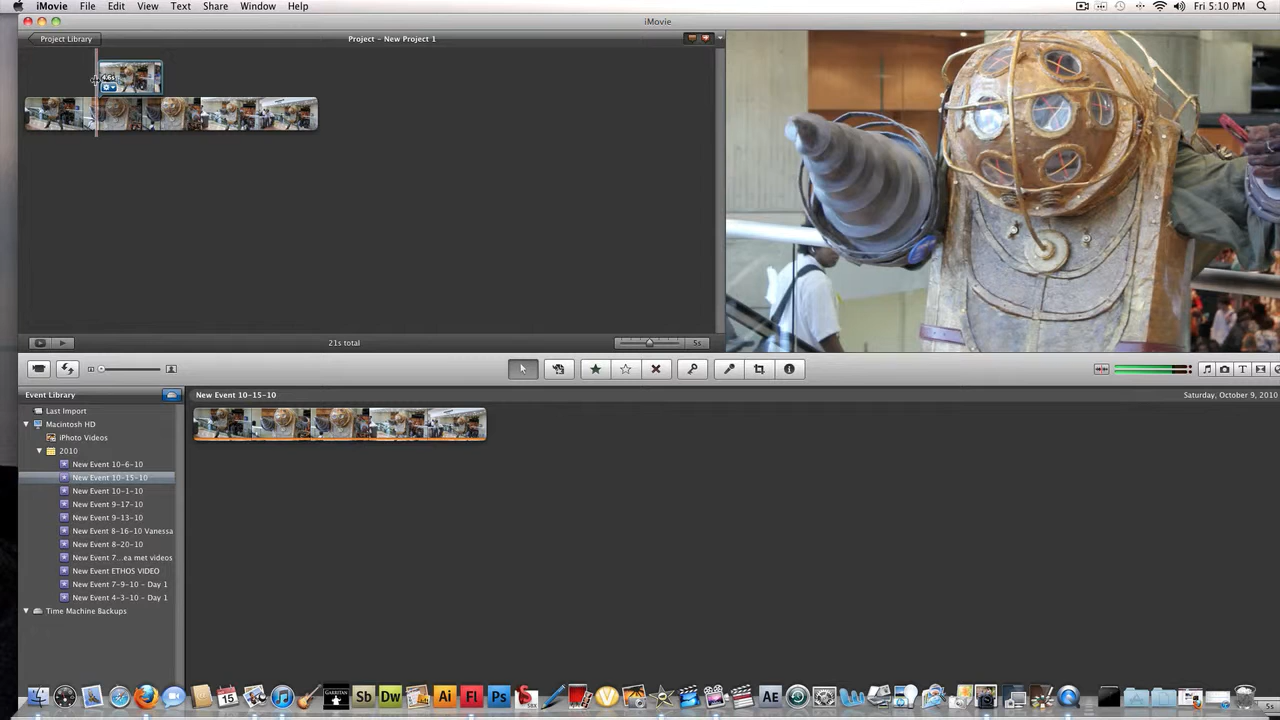 iMovie File Edit View Text Share Window Help
Fri 5:10 PM
iMovie
Project Library
Project - New Project 1
4.6s
21s total
5s
Event Library
New Event 10-15-10
Saturday, October 9, 2010
Last Import
Macintosh HD
iPhoto Videos
2010
New Event 10-6-10
New Event 10-15-10
New Event 10-1-10
New Event 9-17-10
New Event 9-13-10
New Event 8-16-10 Vanessa
New Event 8-20-10
New Event 7...ea met videos
New Event ETHOS VIDEO
New Event 7-9-10 - Day 1
New Event 4-3-10 - Day 1
Time Machine Backups
GARRITAN Sb Dw Ai Fl Ps AE
15
5s